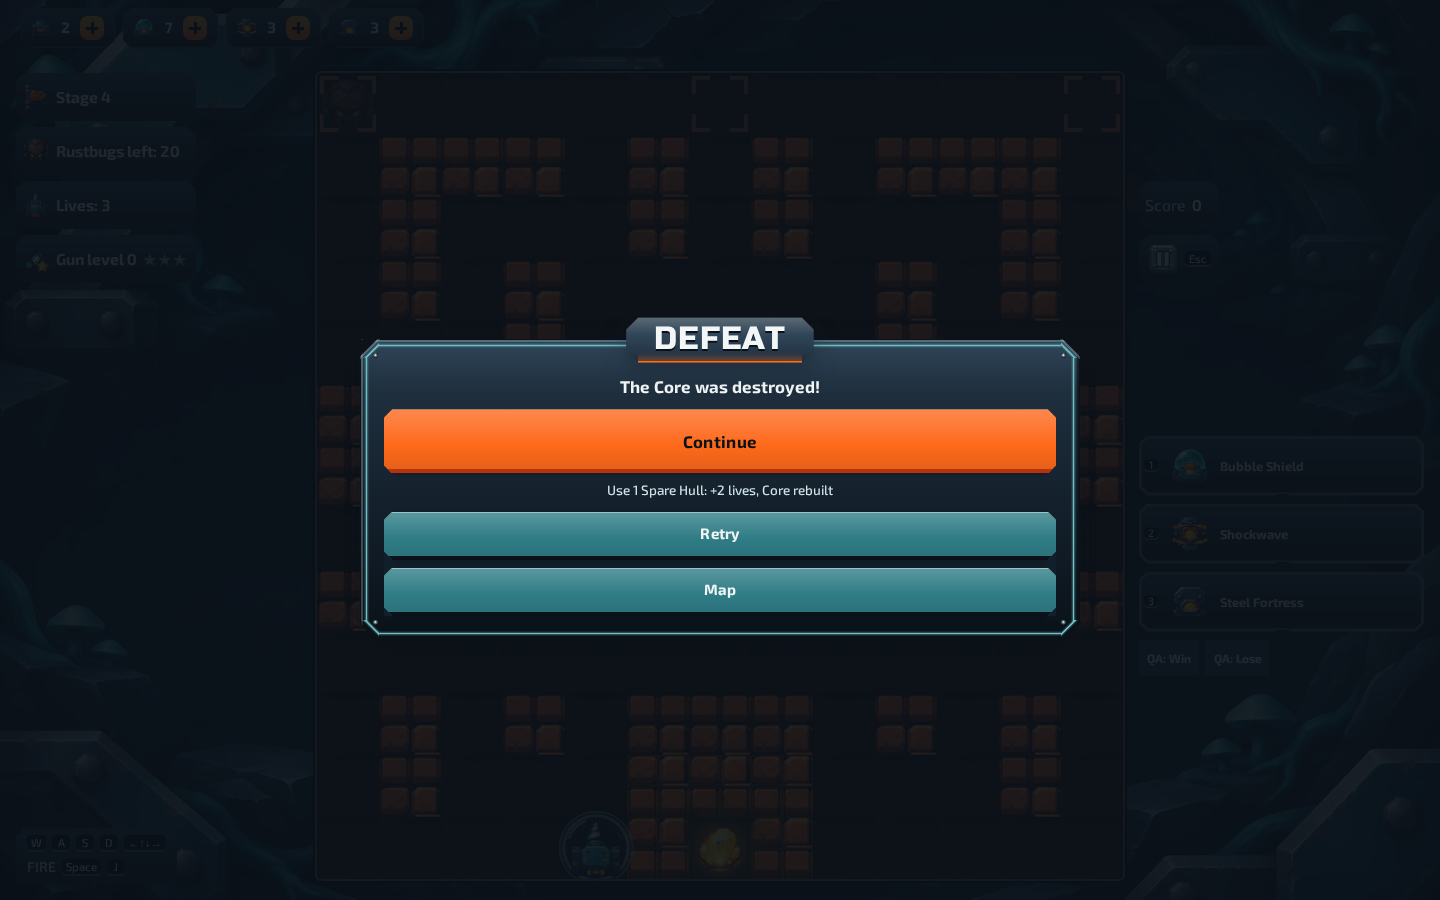 2
7
3
3
Stage 4
Rustbugs left: 20
Lives: 3
Gun level 0
Score 0
Esc
DEFEAT
The Core was destroyed!
Continue
Use 1 Spare Hull: +2 lives, Core rebuilt
Retry
Map
1 Bubble Shield
2 Shockwave
3 Steel Fortress
QA: Win QA: Lose
W A S D ←↑↓→
FIRE Space J